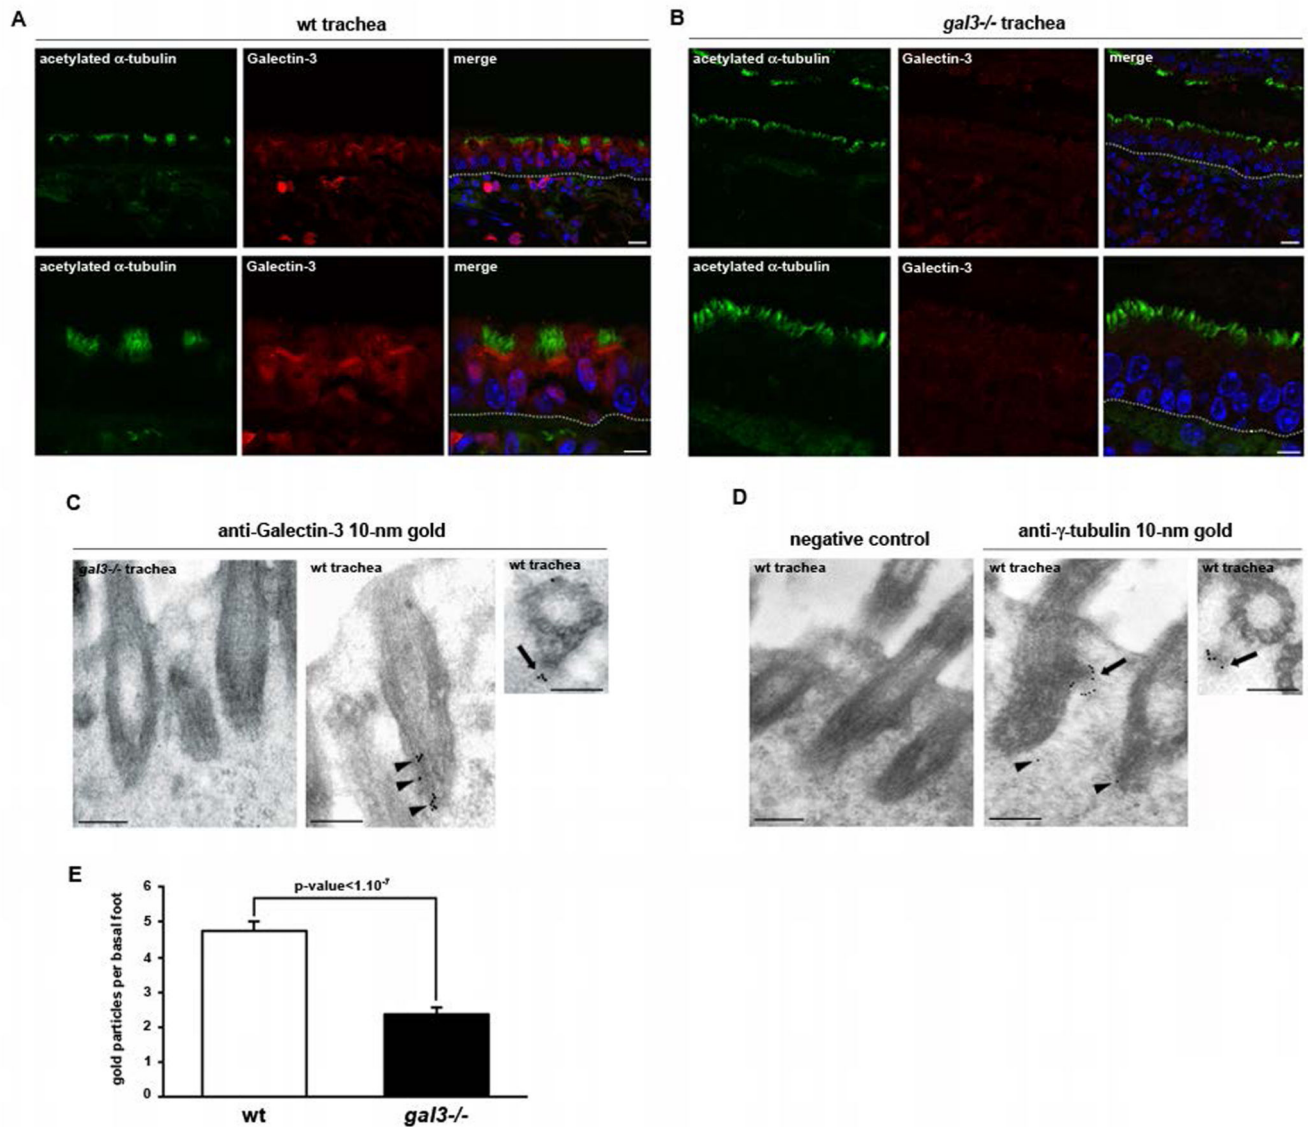 A
wt trachea
acetylated α-tubulin
Galectin-3
merge
acetylated α-tubulin
Galectin-3
merge
B
gal3-/- trachea
acetylated α-tubulin
Galectin-3
merge
acetylated α-tubulin
Galectin-3
C
anti-Galectin-3 10-nm gold
gal3-/- trachea
wt trachea
wt trachea
D
negative control
anti-γ-tubulin 10-nm gold
wt trachea
wt trachea
wt trachea
E
p-value<1.10⁻⁷
gold particles per basal foot
6
5
4
3
2
1
0
wt
gal3-/-